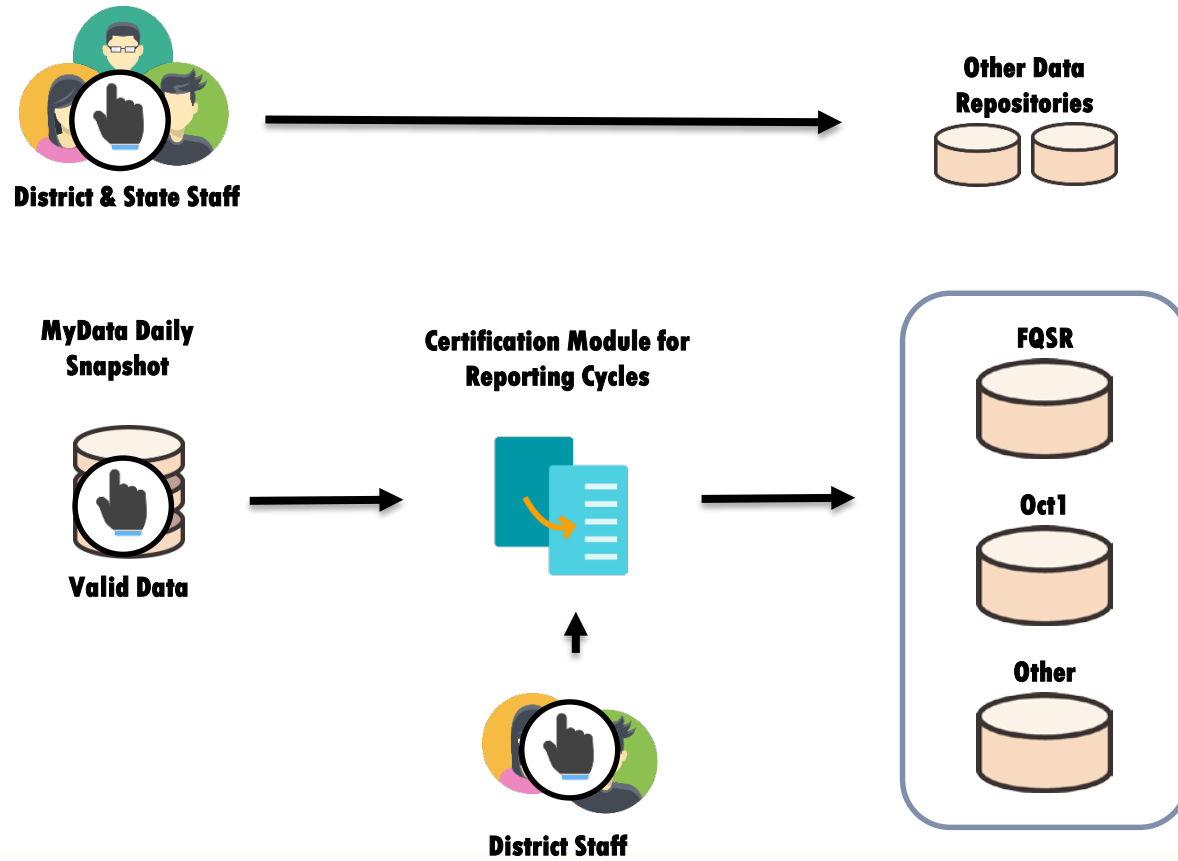 Other Data
Repositories
District & State Staff
MyData Daily
Snapshot
Certification Module for
Reporting Cycles
FQSR
Oct1
Valid Data
Other
District Staff